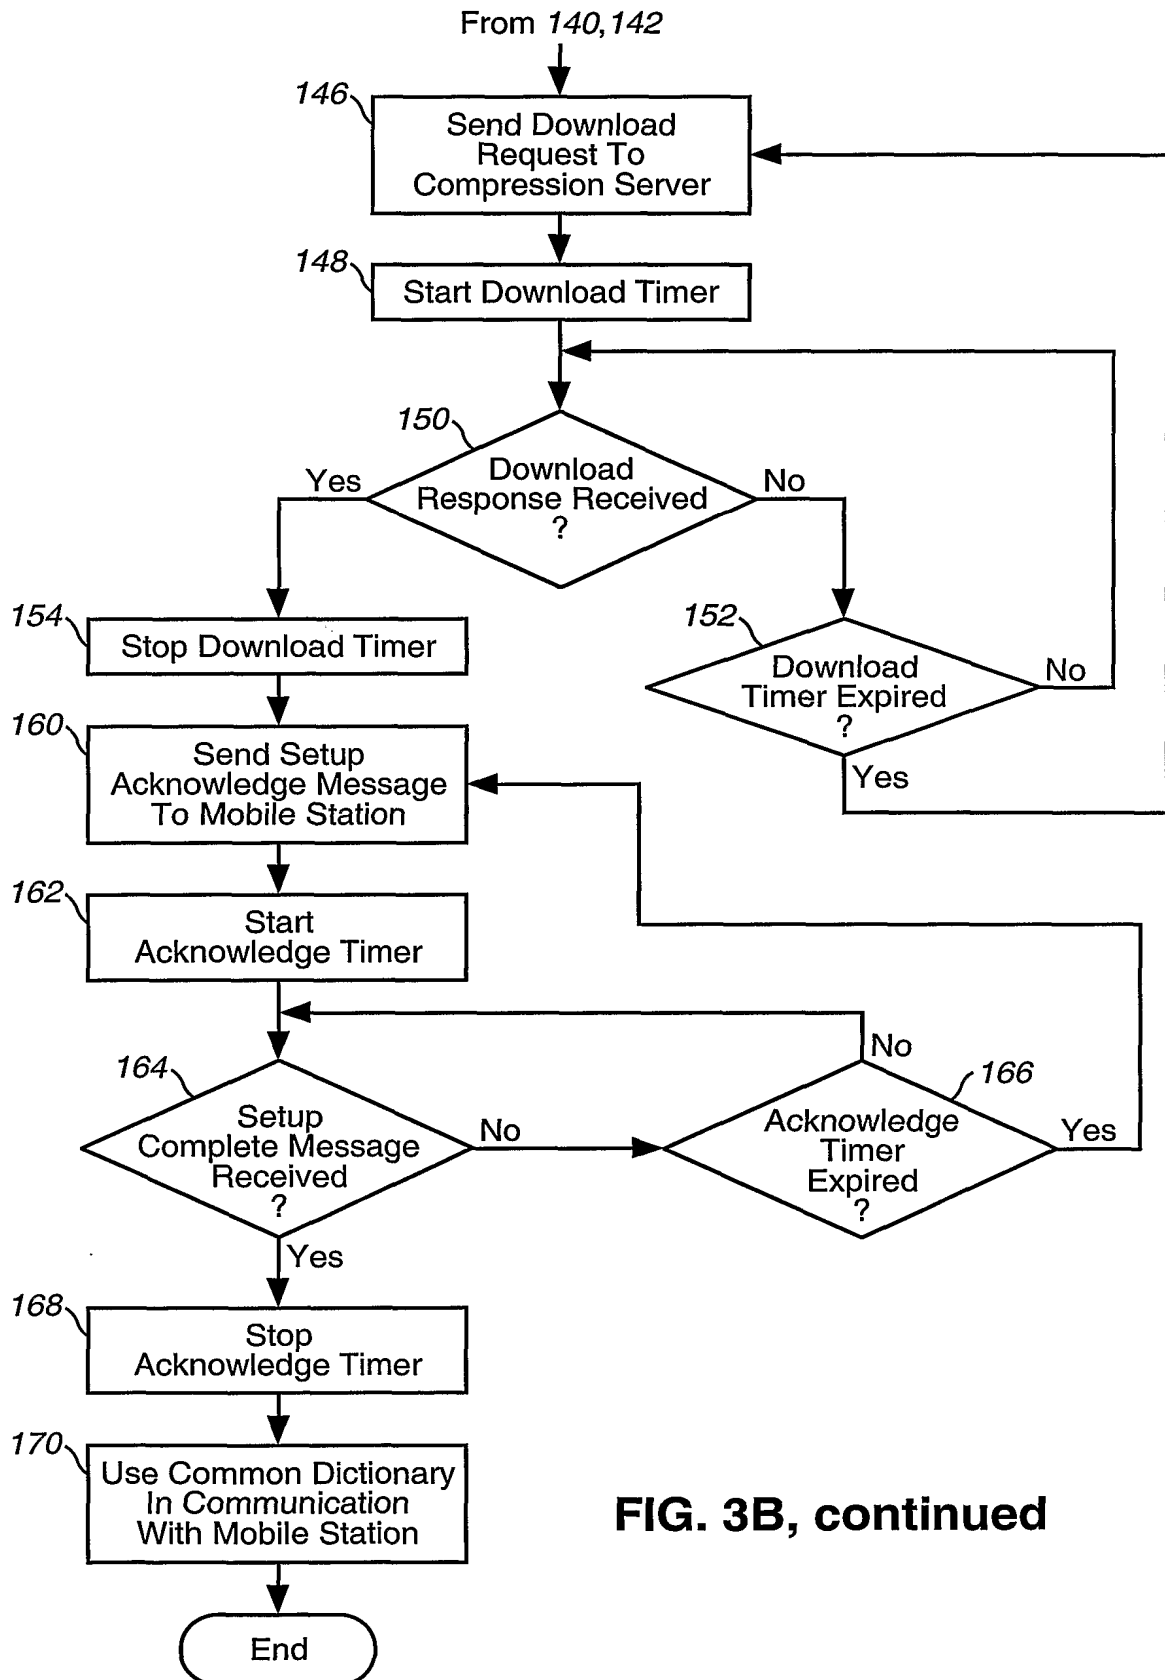 From 140, 142
146
Send Download
Request To
Compression Server
148
Start Download Timer
150
Download
Response Received
?
Yes
No
154
Stop Download Timer
152
Download
Timer Expired
?
No
Yes
160
Send Setup
Acknowledge Message
To Mobile Station
162
Start
Acknowledge Timer
164
Setup
Complete Message
Received
?
No
166
Acknowledge
Timer
Expired
?
No
Yes
Yes
168
Stop
Acknowledge Timer
170
Use Common Dictionary
In Communication
With Mobile Station
End
FIG. 3B, continued